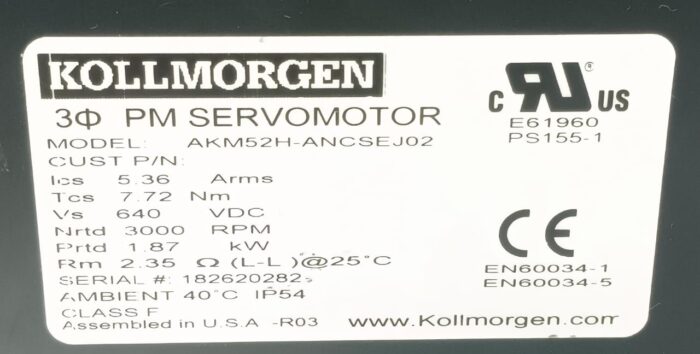 KOLLMORGEN
3Φ PM SERVOMOTOR
MODEL: AKM52H-ANCSEJ02
CUST P/N:
Ics 5.36 Arms
Tcs 7.72 Nm
Vs 640 VDC
Nrtd 3000 RPM
Prtd 1.87 kW
Rm 2.35 Ω (L-L)@25°C
SERIAL #:
AMBIENT 40°C IP54
CLASS F
Assembled in U.S.A -R03
www.Kollmorgen.com
c RU ® US
E61960
PS155-1
CE
EN60034-1
EN60034-5